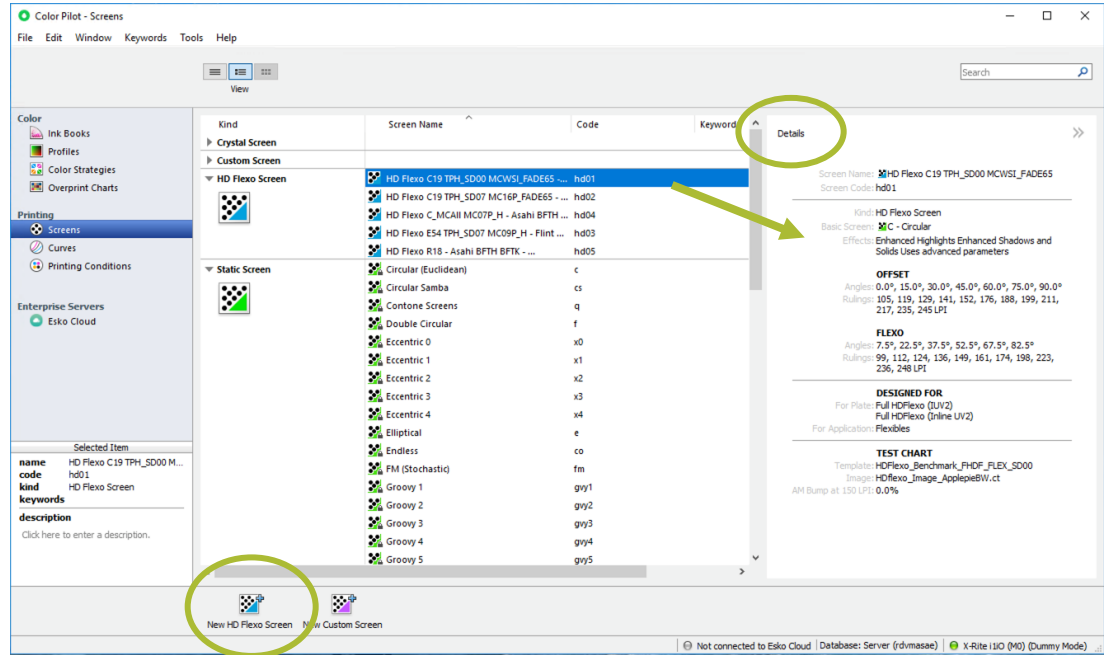 Color Pilot - Screens
File Edit Window Keywords Tools Help
View
Search
Color
Ink Books
Profiles
Color Strategies
Overprint Charts
Printing
Screens
Curves
Printing Conditions
Enterprise Servers
Esko Cloud
Selected Item
name HD Flexo C19 TPH_SD00 M...
code hd01
kind HD Flexo Screen
keywords
description
Click here to enter a description.
Kind Screen Name Code Keyword
Crystal Screen
Custom Screen
HD Flexo Screen HD Flexo C19 TPH_SD00 MCWSI_FADE65 -... hd01
HD Flexo C19 TPH_SD07 MC16P_FADE65 - ... hd02
HD Flexo C_MCAll MC07P_H - Asahi BFTH ... hd04
HD Flexo E54 TPH_SD07 MC09P_H - Flint ... hd03
HD Flexo R18 - Asahi BFTH BFTK - ... hd05
Static Screen Circular (Euclidean) c
Circular Samba cs
Contone Screens q
Double Circular f
Eccentric 0 x0
Eccentric 1 x1
Eccentric 2 x2
Eccentric 3 x3
Eccentric 4 x4
Elliptical e
Endless co
FM (Stochastic) fm
Groovy 1 gvy1
Groovy 2 gvy2
Groovy 3 gvy3
Groovy 4 gvy4
Groovy 5 gvy5
Details
Screen Name: HD Flexo C19 TPH_SD00 MCWSI_FADE65
Screen Code: hd01
Kind: HD Flexo Screen
Basic Screen: C - Circular
Effects: Enhanced Highlights Enhanced Shadows and
Solids Uses advanced parameters
OFFSET
Angles: 0.0°, 15.0°, 30.0°, 45.0°, 60.0°, 75.0°, 90.0°
Rulings: 105, 119, 129, 141, 152, 176, 188, 199, 211,
217, 235, 245 LPI
FLEXO
Angles: 7.5°, 22.5°, 37.5°, 52.5°, 67.5°, 82.5°
Rulings: 99, 112, 124, 136, 149, 161, 174, 198, 223,
236, 248 LPI
DESIGNED FOR
For Plate: Full HDFlexo (IUV2)
Full HDFlexo (Inline UV2)
For Application: Flexibles
TEST CHART
Template: HDFlexo_Benchmark_FHDF_FLEX_SD00
Image: HDflexo_Image_ApplepieBW.ct
AM Bump at 150 LPI: 0.0%
New HD Flexo Screen New Custom Screen
Not connected to Esko Cloud Database: Server (rdvmasae) X-Rite i1iO (M0) (Dummy Mode)